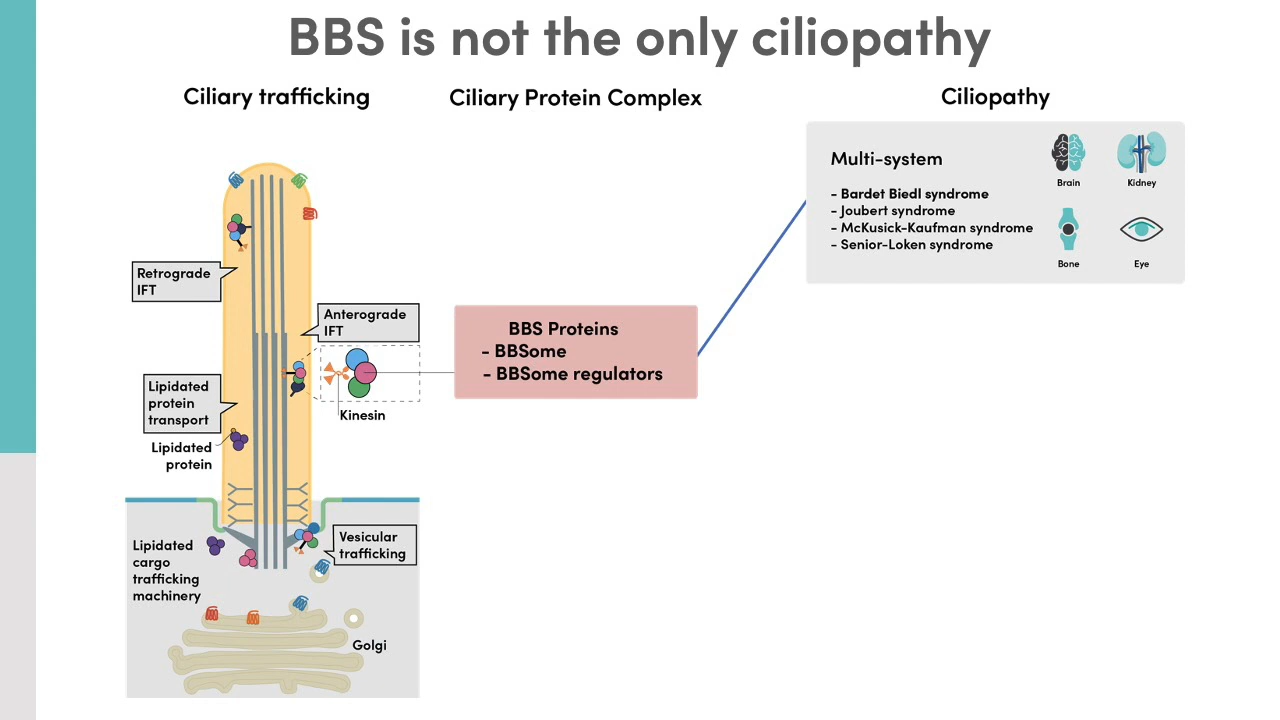 BBS is not the only ciliopathy
Ciliary trafficking
Ciliary Protein Complex
Ciliopathy
Retrograde
IFT
Anterograde
IFT
Kinesin
Lipidated
protein
transport
Lipidated
protein
Vesicular
trafficking
Lipidated
cargo
trafficking
machinery
Golgi
BBS Proteins
- BBSome
- BBSome regulators
Multi-system
- Bardet Biedl syndrome
- Joubert syndrome
- McKusick-Kaufman syndrome
- Senior-Loken syndrome
Brain
Kidney
Bone
Eye